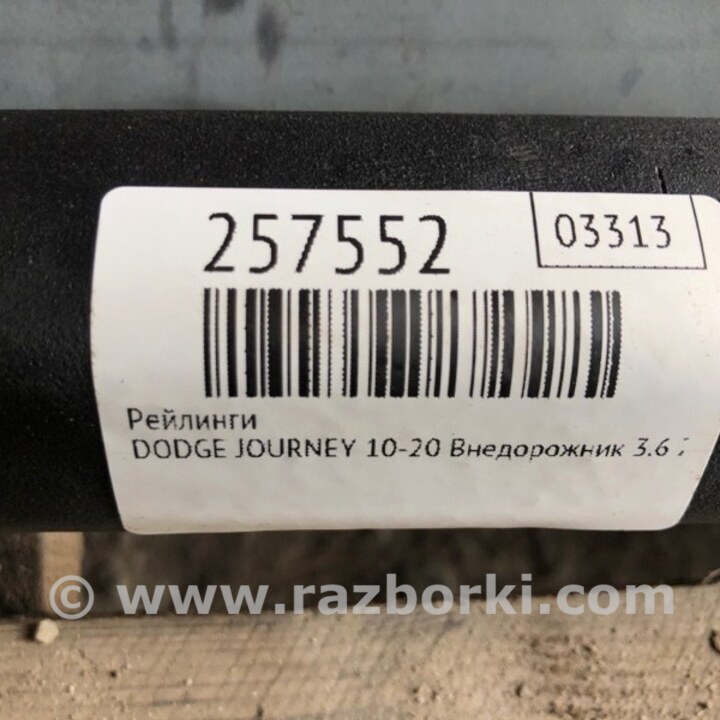 257552
03313
Рейлинги
DODGE JOURNEY 10-20 Внедорожник 3.6
© www.razborki.com